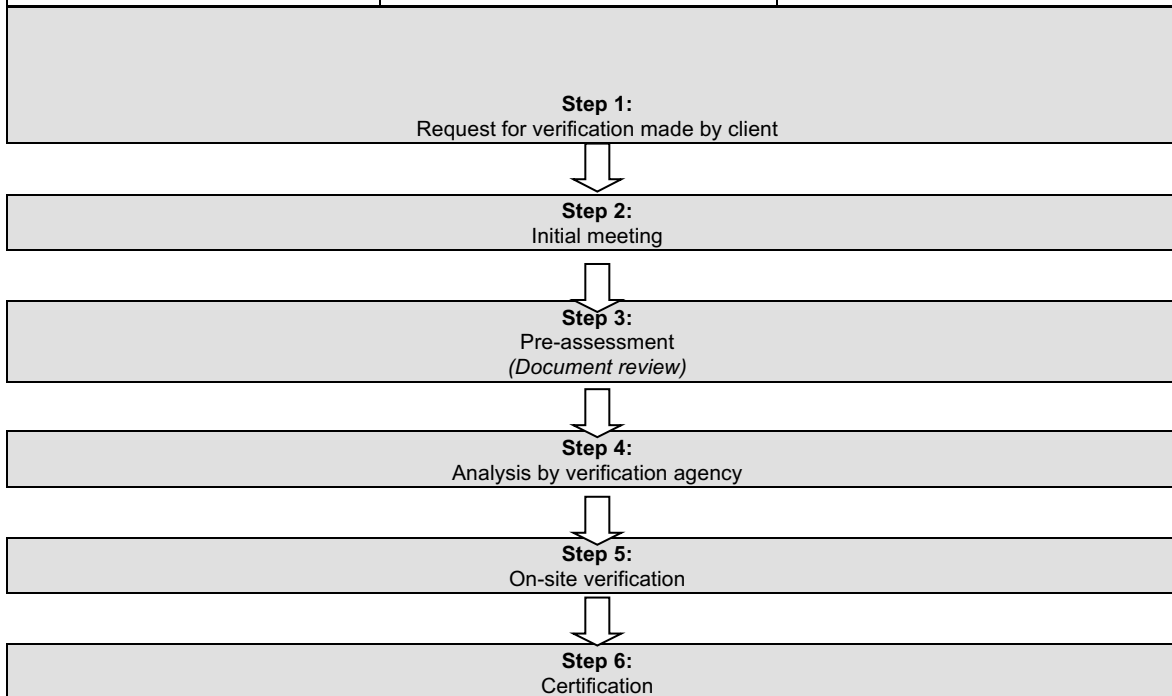 Step 1:
Request for verification made by client
Step 2:
Initial meeting
Step 3:
Pre-assessment
(Document review)
Step 4:
Analysis by verification agency
Step 5:
On-site verification
Step 6:
Certification